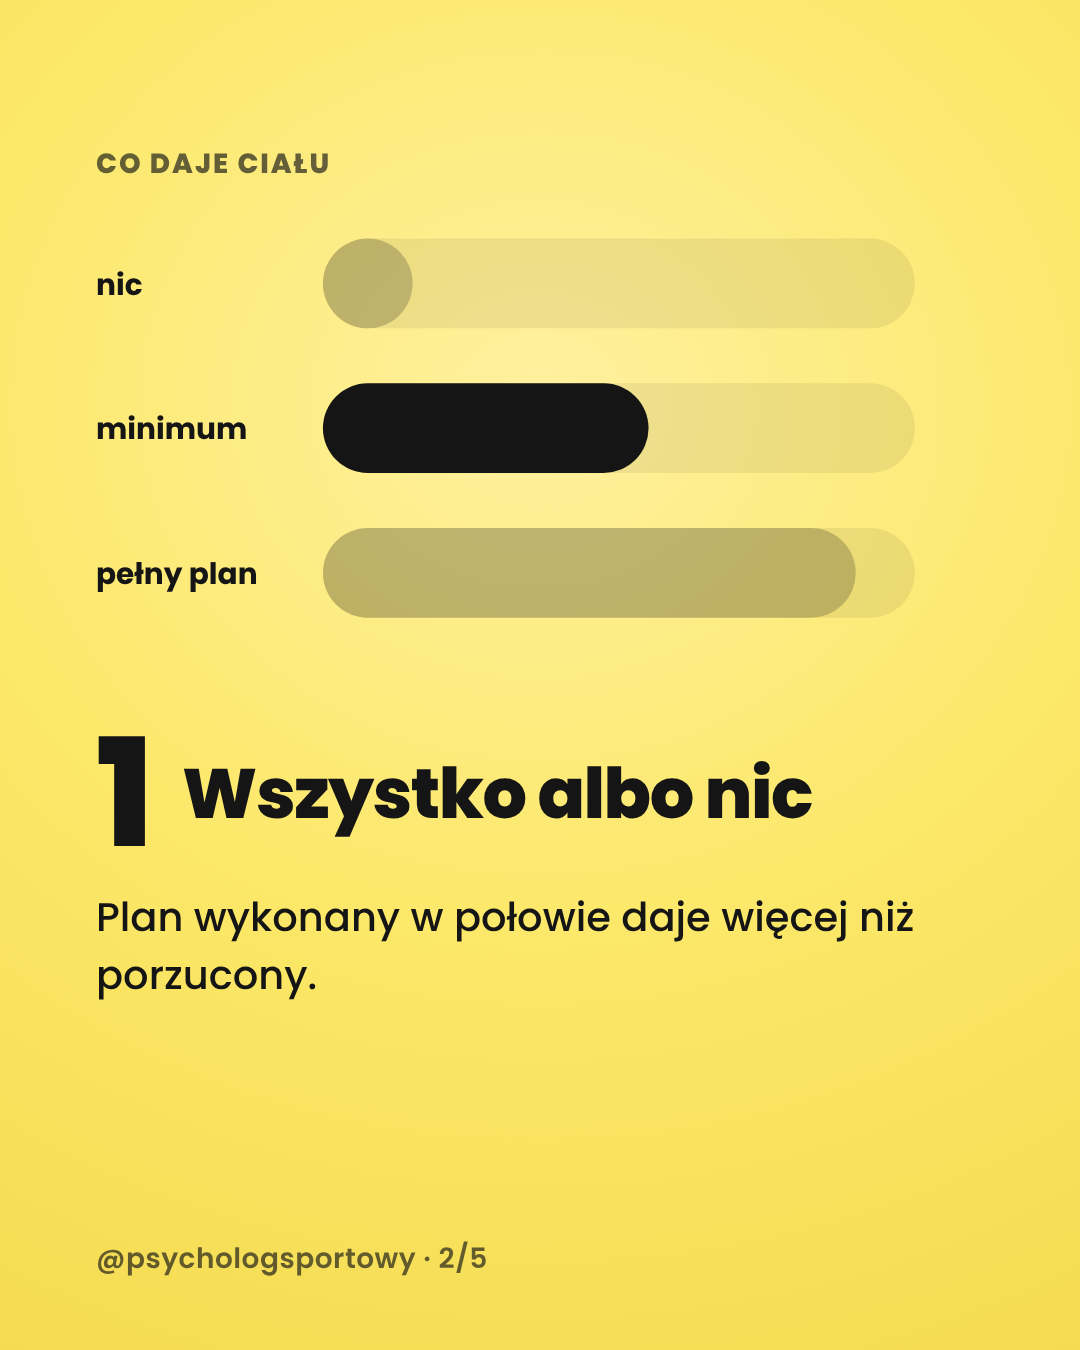 CO DAJE CIAŁU
nic
minimum
pełny plan
1 Wszystko albo nic
Plan wykonany w połowie daje więcej niż
porzucony.
@psychologsportowy · 2/5